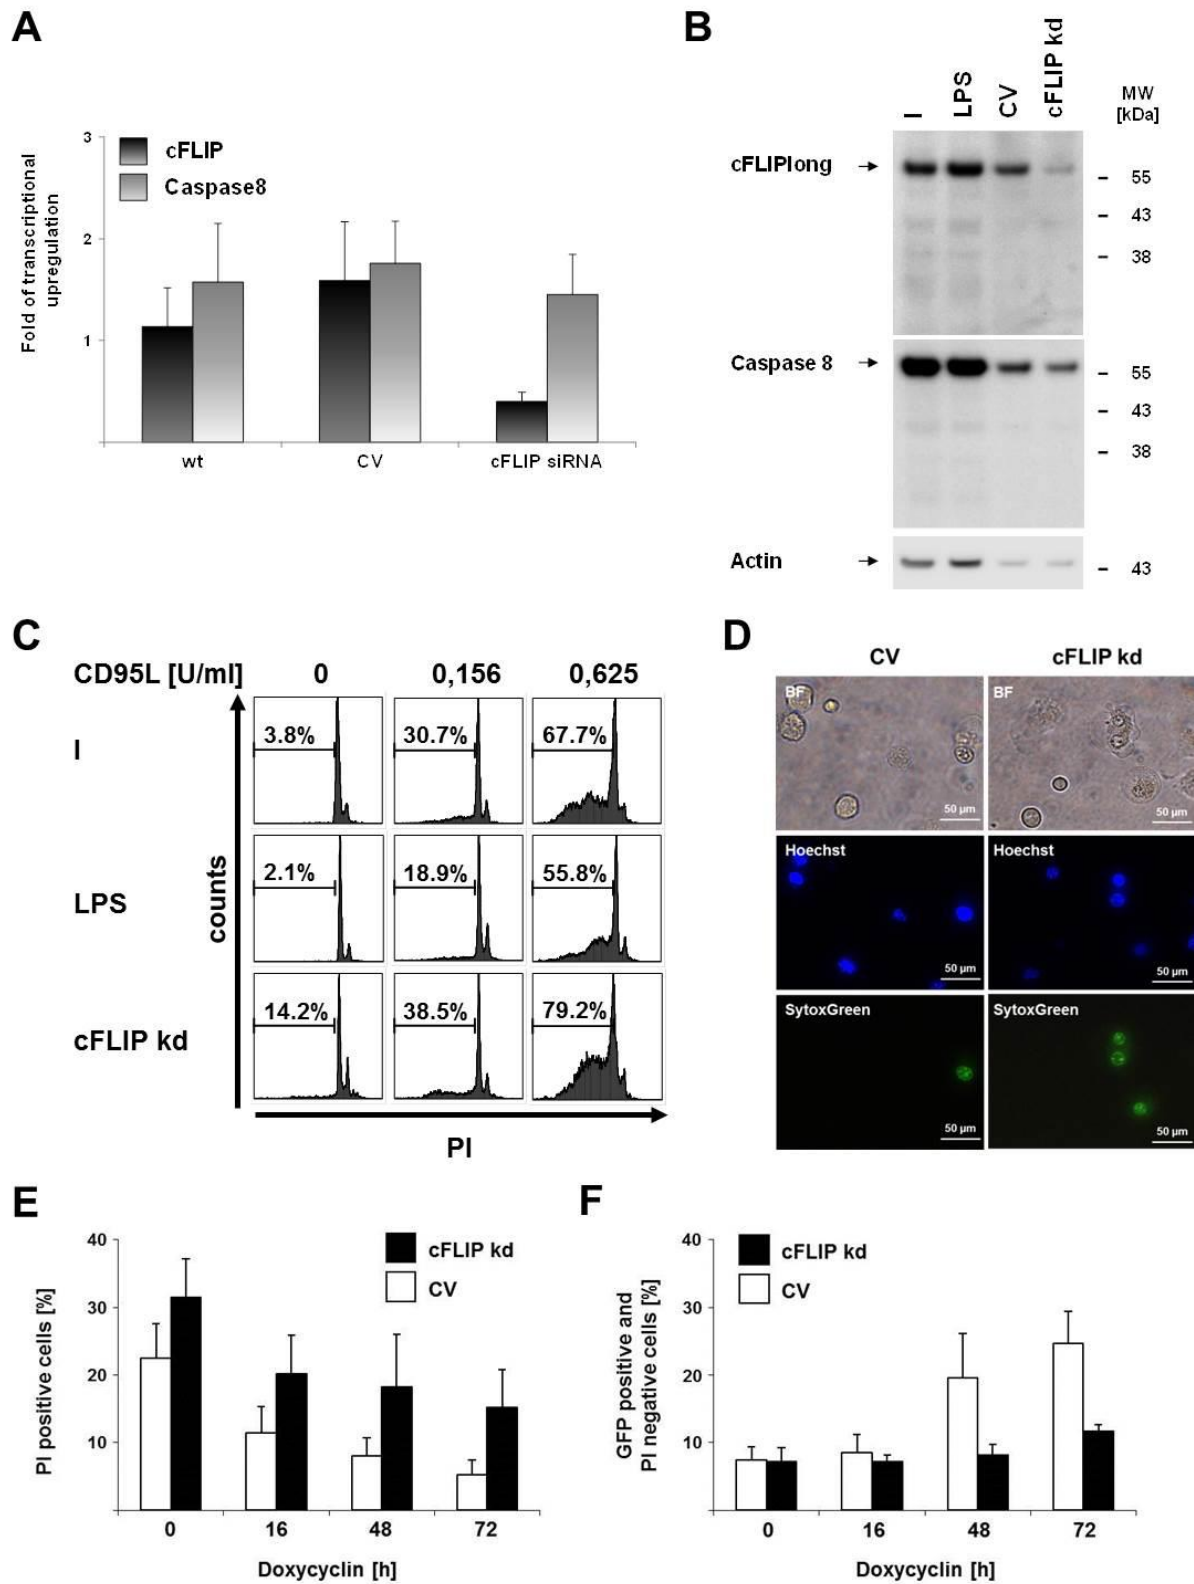 A
3
2
1
Fold of transcriptional
upregulation
cFLIP
Caspase8
wt CV cFLIP siRNA
B
I LPS CV cFLIP kd
MW
[kDa]
cFLIPlong
55
43
38
Caspase 8
55
43
38
Actin
43
C
CD95L [U/ml] 0 0,156 0,625
I
3.8% 30.7% 67.7%
LPS
2.1% 18.9% 55.8%
cFLIP kd
14.2% 38.5% 79.2%
counts
PI
D
CV cFLIP kd
BF BF
50 µm 50 µm
Hoechst Hoechst
50 µm 50 µm
SytoxGreen SytoxGreen
50 µm 50 µm
E
40
30
20
10
PI positive cells [%]
cFLIP kd
CV
0 16 48 72
Doxycyclin [h]
F
40
30
20
10
GFP positive and
PI negative cells [%]
cFLIP kd
CV
0 16 48 72
Doxycyclin [h]